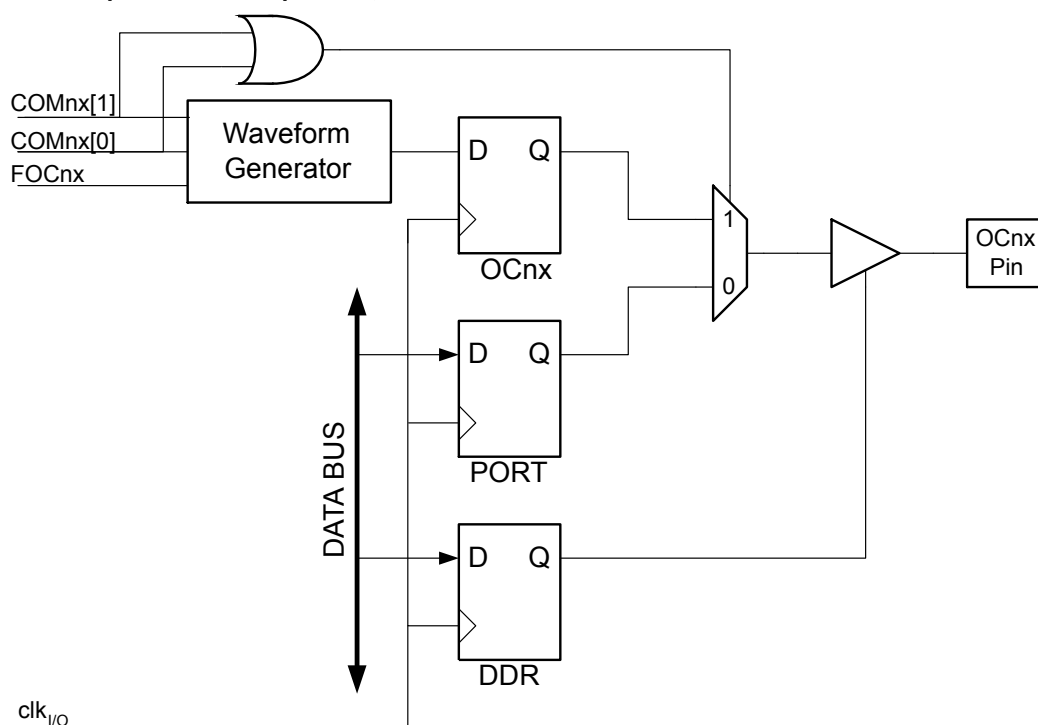 COMnx[1]
COMnx[0]
FOCnx
Waveform
Generator
D Q
OCnx
1
0
OCnx
Pin
DATA BUS
D Q
PORT
D Q
DDR
clkI/O